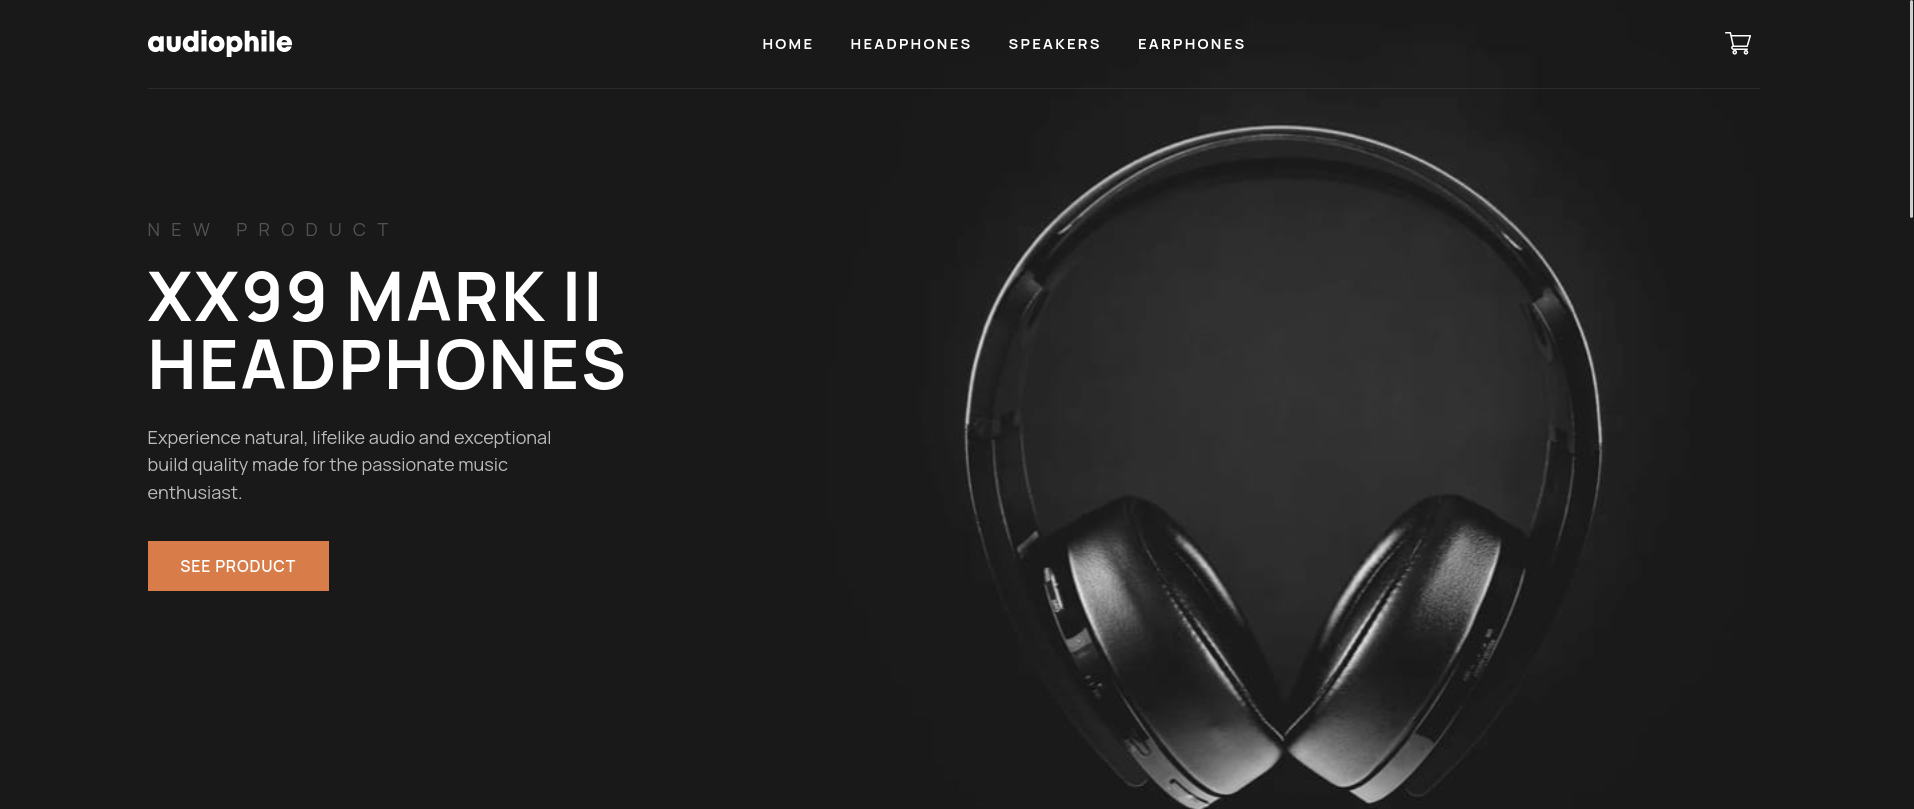 audiophile
HOME HEADPHONES SPEAKERS EARPHONES
NEW PRODUCT
XX99 MARK II
HEADPHONES
Experience natural, lifelike audio and exceptional
build quality made for the passionate music
enthusiast.
SEE PRODUCT